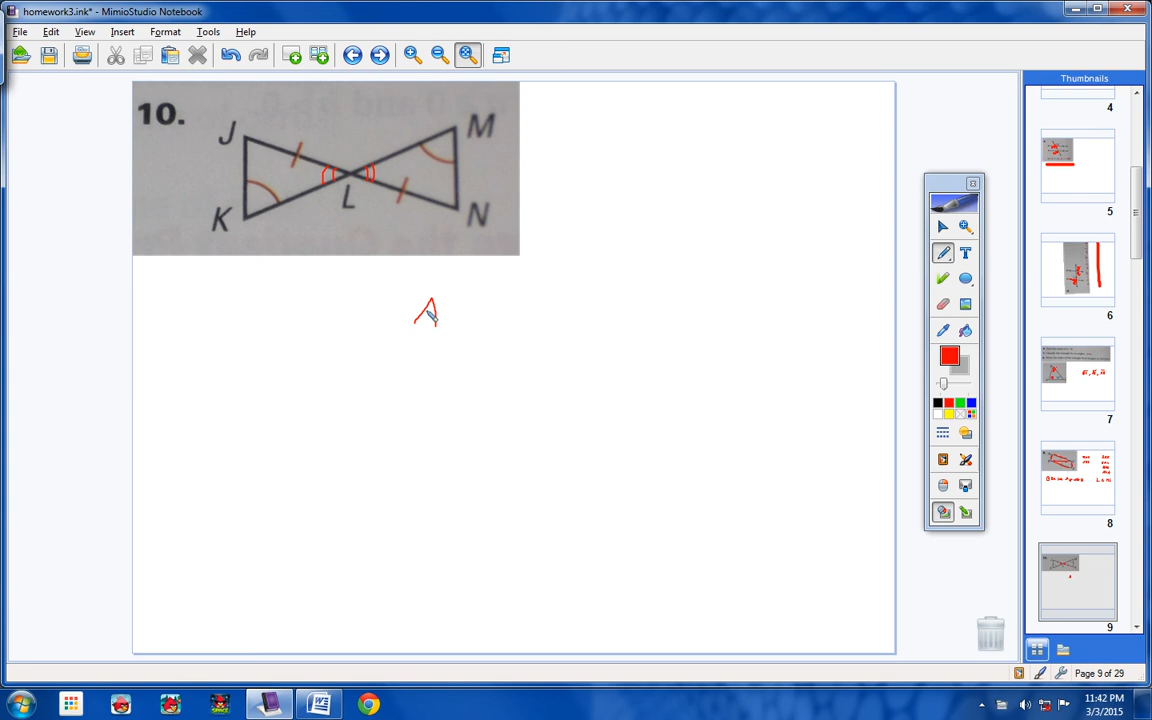 homework3.ink* - MimioStudio Notebook
File Edit View Insert Format Tools Help
Thumbnails
10.
J
M
K
L
N
A
4
5
6
7
8
9
T
Page 9 of 29
11:42 PM
3/3/2015